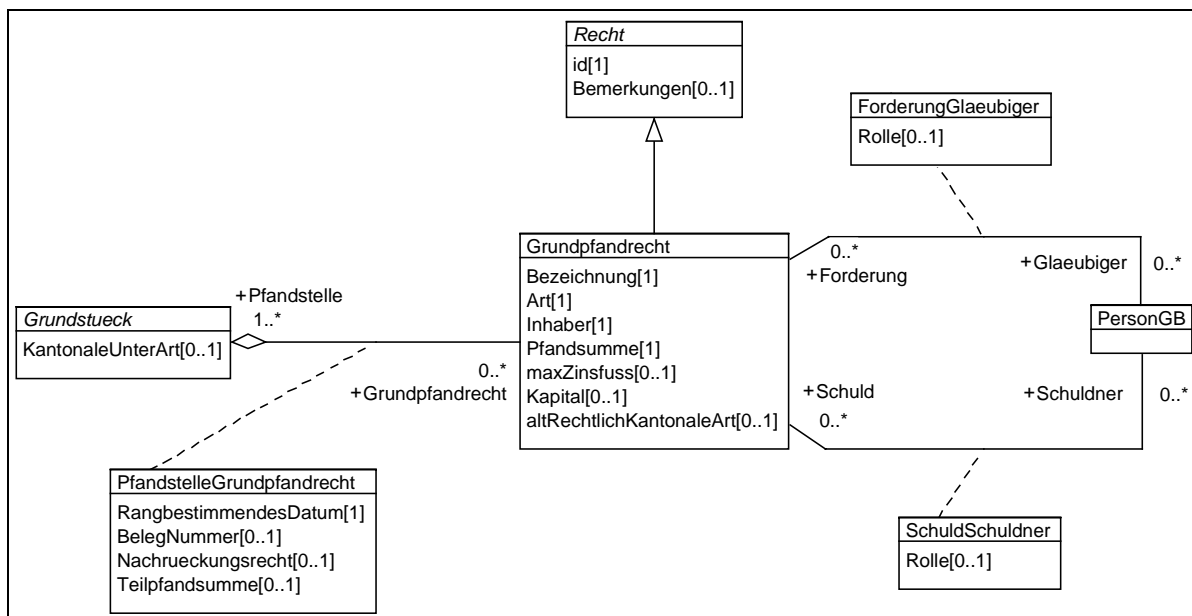 Recht
id[1]
Bemerkungen[0..1]
ForderungGlaeubiger
Rolle[0..1]
Grundpfandrecht
Bezeichnung[1]
Art[1]
Inhaber[1]
Pfandsumme[1]
maxZinsfuss[0..1]
Kapital[0..1]
altRechtlichKantonaleArt[0..1]
0..*
+Forderung
+Glaeubiger
0..*
+Pfandstelle
1..*
Grundstueck
KantonaleUnterArt[0..1]
PersonGB
0..*
+Grundpfandrecht
+Schuld
0..*
+Schuldner
0..*
PfandstelleGrundpfandrecht
RangbestimmendesDatum[1]
BelegNummer[0..1]
Nachrueckungsrecht[0..1]
Teilpfandsumme[0..1]
SchuldSchuldner
Rolle[0..1]